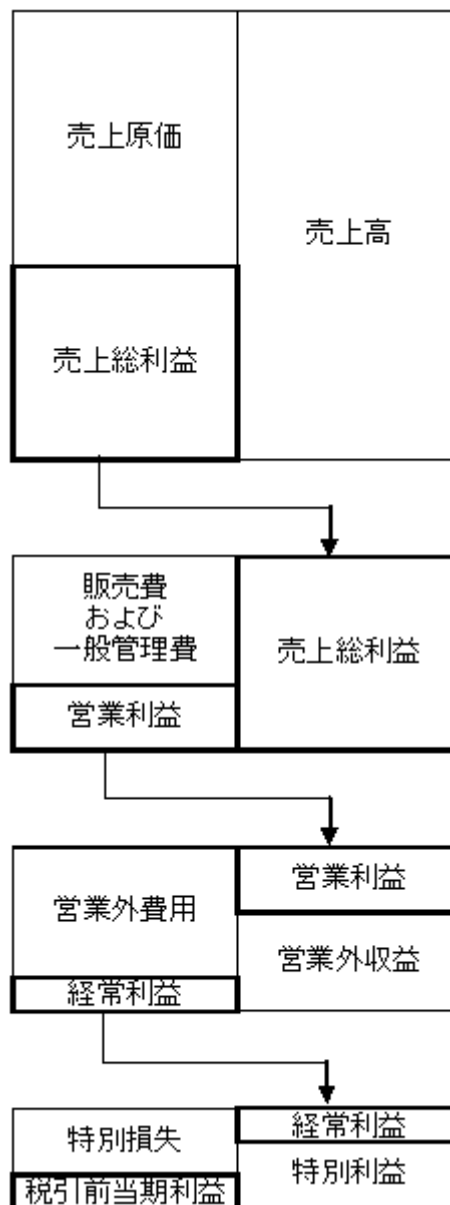 売上原価
売上高
売上総利益
販売費
および
一般管理費
売上総利益
営業利益
営業利益
営業外費用
営業外収益
経常利益
経常利益
特別損失
特別利益
税引前当期利益